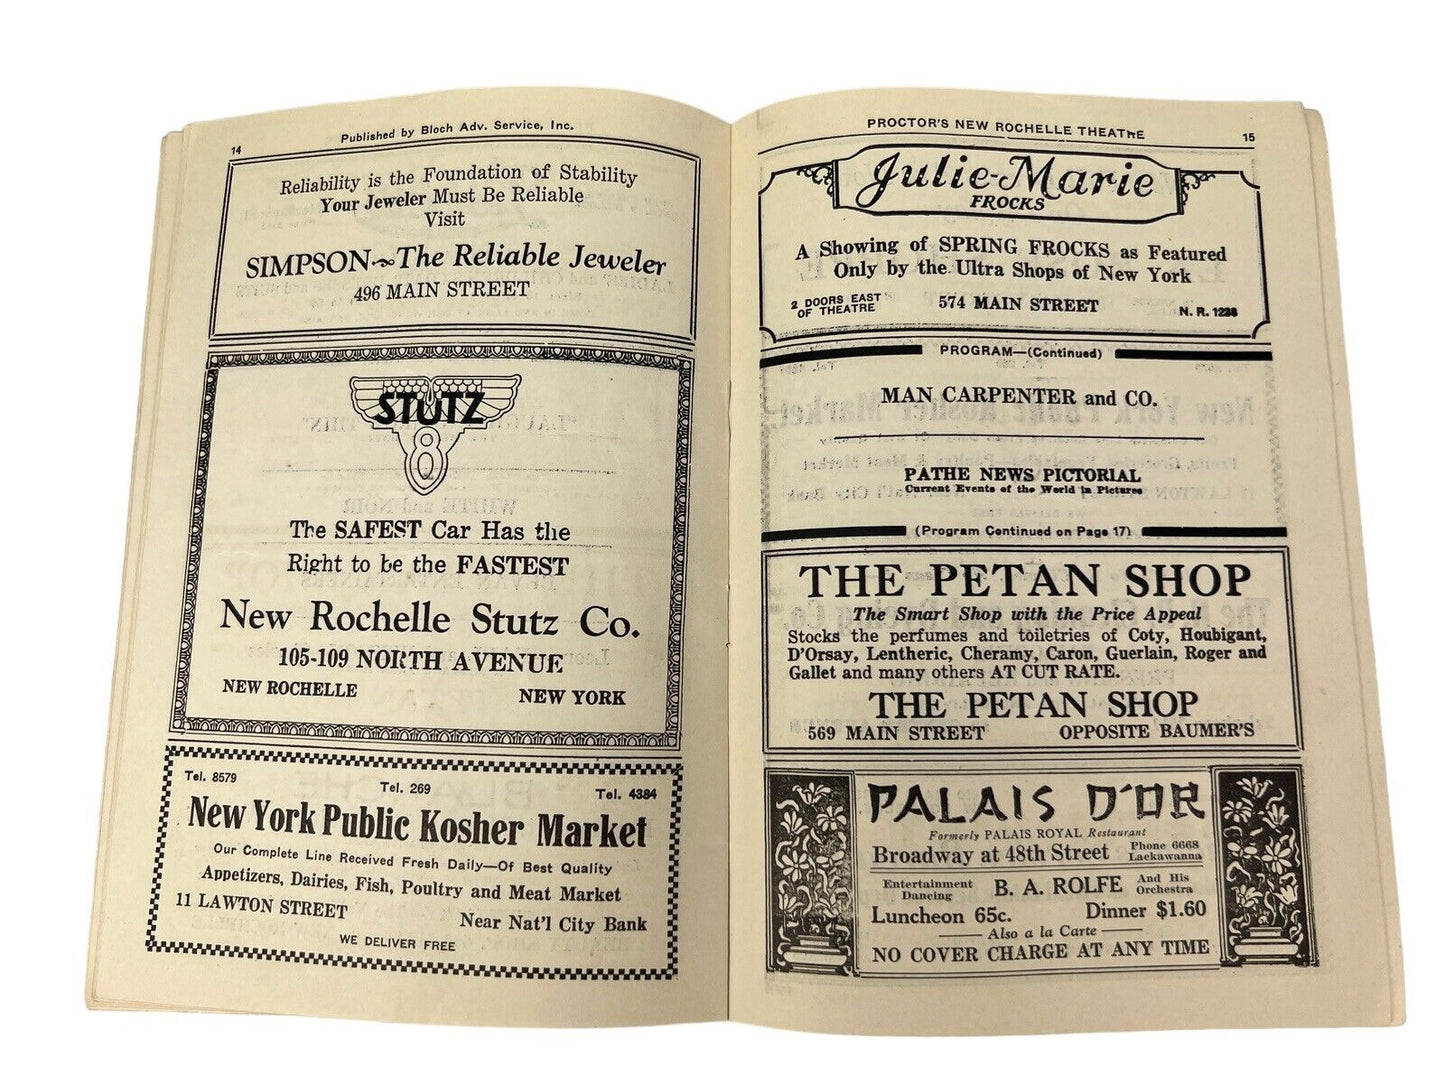 14
Published by Bloch Adv. Service, Inc.
Reliability is the Foundation of Stability
Your Jeweler Must Be Reliable
Visit
SIMPSON~The Reliable Jeweler
496 MAIN STREET
STUTZ
8
The SAFEST Car Has the
Right to be the FASTEST
New Rochelle Stutz Co.
105-109 NORTH AVENUE
NEW ROCHELLE NEW YORK
Tel. 8579 Tel. 269 Tel. 4384
New York Public Kosher Market
Our Complete Line Received Fresh Daily—Of Best Quality
Appetizers, Dairies, Fish, Poultry and Meat Market
11 LAWTON STREET Near Nat'l City Bank
WE DELIVER FREE
PROCTOR'S NEW ROCHELLE THEATRE 15
Julie-Marie
FROCKS
A Showing of SPRING FROCKS as Featured
Only by the Ultra Shops of New York
2 DOORS EAST
OF THEATRE
574 MAIN STREET
N. R. 1238
PROGRAM—(Continued)
MAN CARPENTER and CO.
PATHE NEWS PICTORIAL
Current Events of the World in Pictures
(Program Continued on Page 17)
THE PETAN SHOP
The Smart Shop with the Price Appeal
Stocks the perfumes and toiletries of Coty, Houbigant,
D'Orsay, Lentheric, Cheramy, Caron, Guerlain, Roger and
Gallet and many others AT CUT RATE.
THE PETAN SHOP
569 MAIN STREET OPPOSITE BAUMER'S
PALAIS D'OR
Formerly PALAIS ROYAL Restaurant
Broadway at 48th Street
Phone 6668
Lackawanna
Entertainment
Dancing
B. A. ROLFE
And His
Orchestra
Luncheon 65c. Dinner $1.60
Also a la Carte
NO COVER CHARGE AT ANY TIME